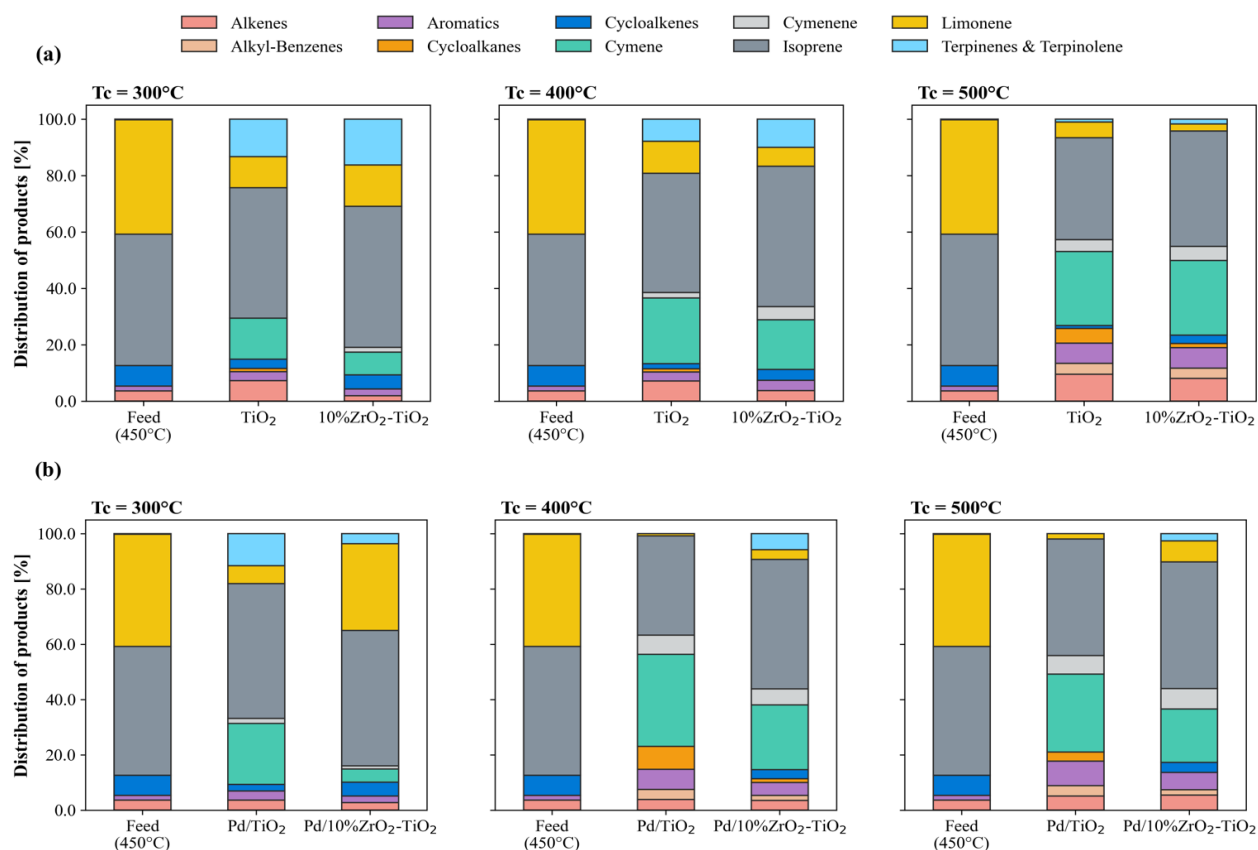 Alkenes Aromatics Cycloalkenes Cymenene Limonene
Alkyl-Benzenes Cycloalkanes Cymene Isoprene Terpinenes & Terpinolene
(a)
Tc = 300°C Tc = 400°C Tc = 500°C
Distribution of products [%]
100.0
80.0
60.0
40.0
20.0
0.0
Feed TiO₂ 10%ZrO₂-TiO₂ Feed TiO₂ 10%ZrO₂-TiO₂ Feed TiO₂ 10%ZrO₂-TiO₂
(450°C) (450°C) (450°C)
(b)
Tc = 300°C Tc = 400°C Tc = 500°C
Distribution of products [%]
100.0
80.0
60.0
40.0
20.0
0.0
Feed Pd/TiO₂ Pd/10%ZrO₂-TiO₂ Feed Pd/TiO₂ Pd/10%ZrO₂-TiO₂ Feed Pd/TiO₂ Pd/10%ZrO₂-TiO₂
(450°C) (450°C) (450°C)